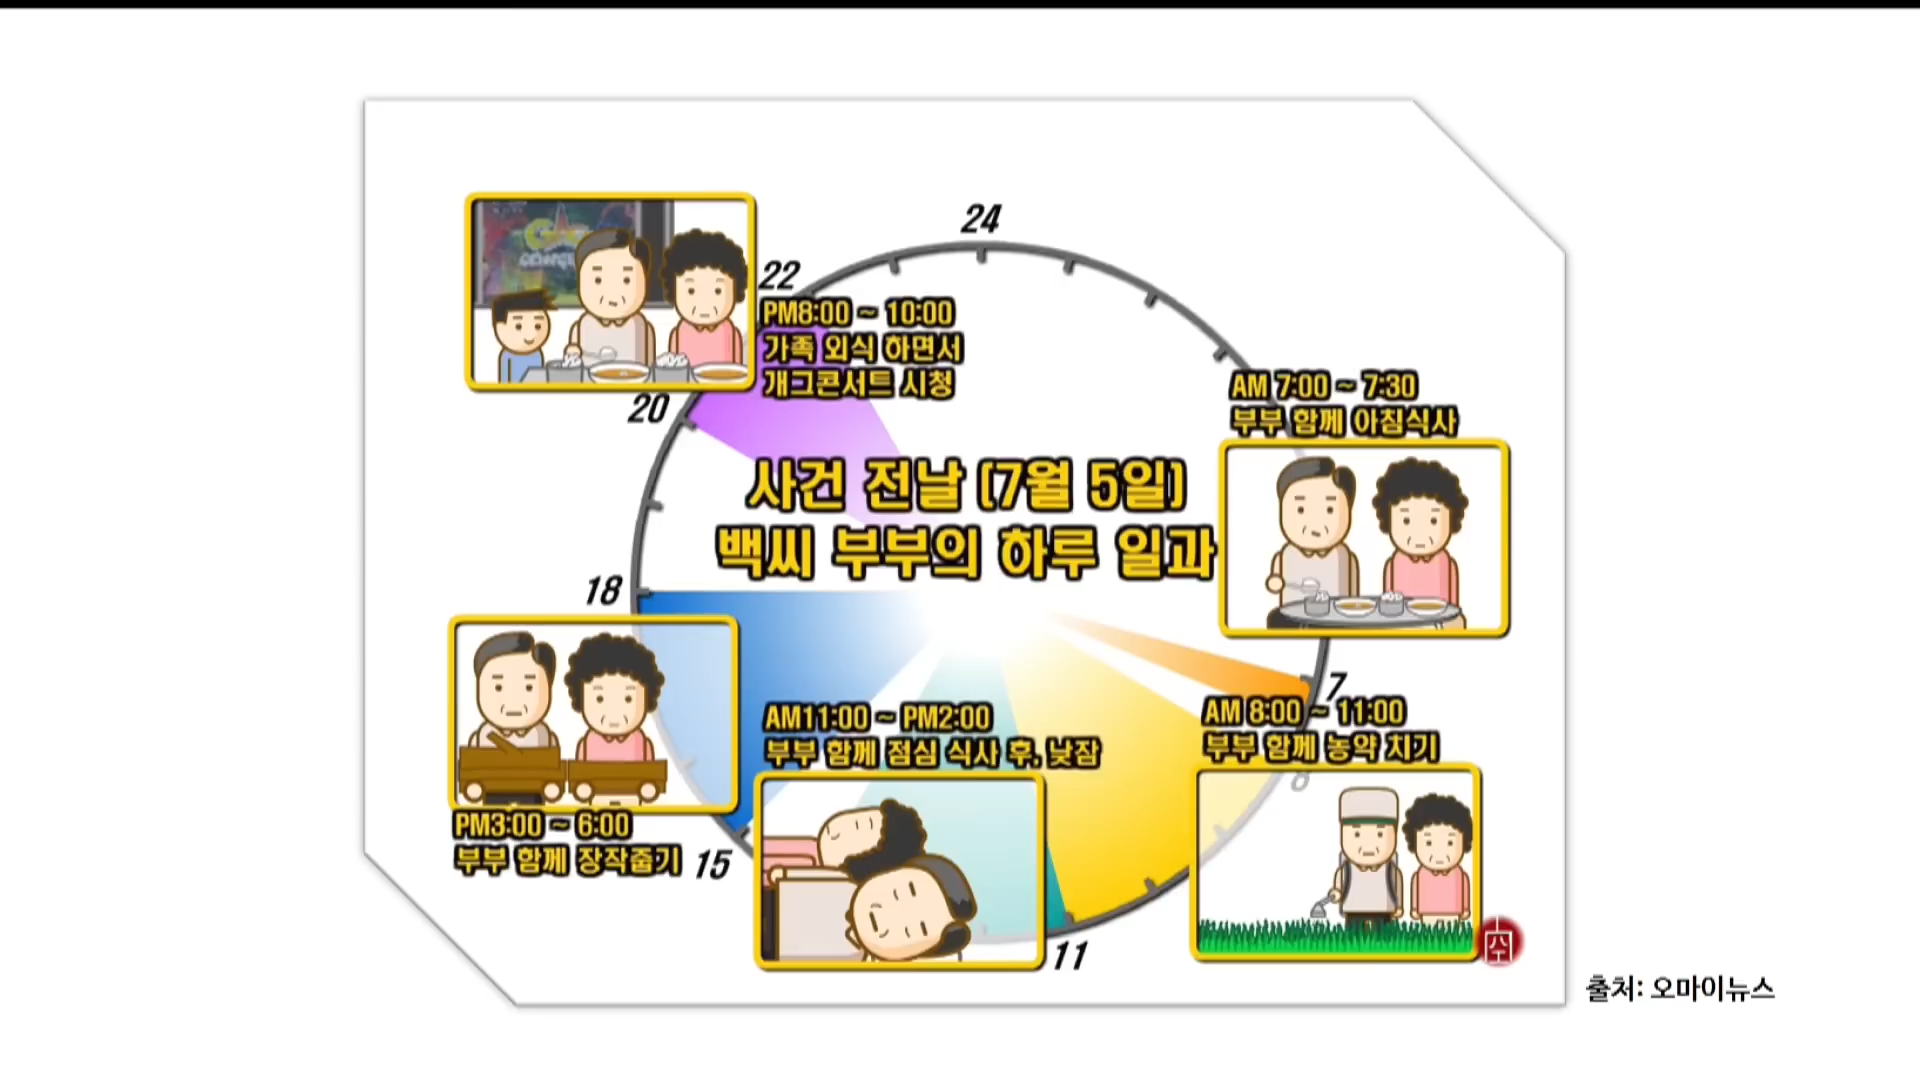 24
22
PM8:00 ~ 10:00
가족 외식 하면서
개그콘서트 시청
20
AM 7:00 ~ 7:30
부부 함께 아침식사
사건 전날 (7월 5일)
백씨 부부의 하루 일과
18
7
AM 8:00 ~ 11:00
부부 함께 농약 치기
8
AM11:00 ~ PM2:00
부부 함께 점심 식사 후, 낮잠
PM3:00 ~ 6:00
부부 함께 장작줍기
15
11
출처: 오마이뉴스